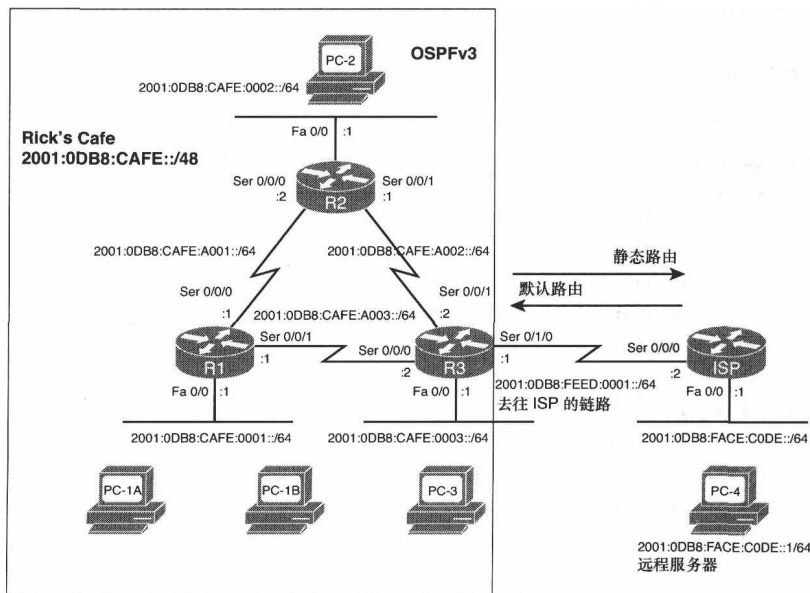 PC-2
OSPFv3
2001:0DB8:CAFE:0002::/64
Rick's Cafe
2001:0DB8:CAFE::/48
Fa 0/0
:1
Ser 0/0/0
:2
Ser 0/0/1
:1
R2
2001:0DB8:CAFE:A001::/64
2001:0DB8:CAFE:A002::/64
静态路由
默认路由
Ser 0/0/0
:1
2001:0DB8:CAFE:A003::/64
Ser 0/0/1
:2
R1
Ser 0/0/1
:1
Ser 0/0/0
:2
R3
Ser 0/1/0
:1
Ser 0/0/0
:2
ISP
Fa 0/0
:1
Fa 0/0
:1
2001:0DB8:FEED:0001::/64
去往 ISP 的链路
Fa 0/0
:1
2001:0DB8:CAFE:0001::/64
2001:0DB8:CAFE:0003::/64
2001:0DB8:FACE:C0DE::/64
PC-1A
PC-1B
PC-3
PC-4
2001:0DB8:FACE:C0DE::1/64
远程服务器